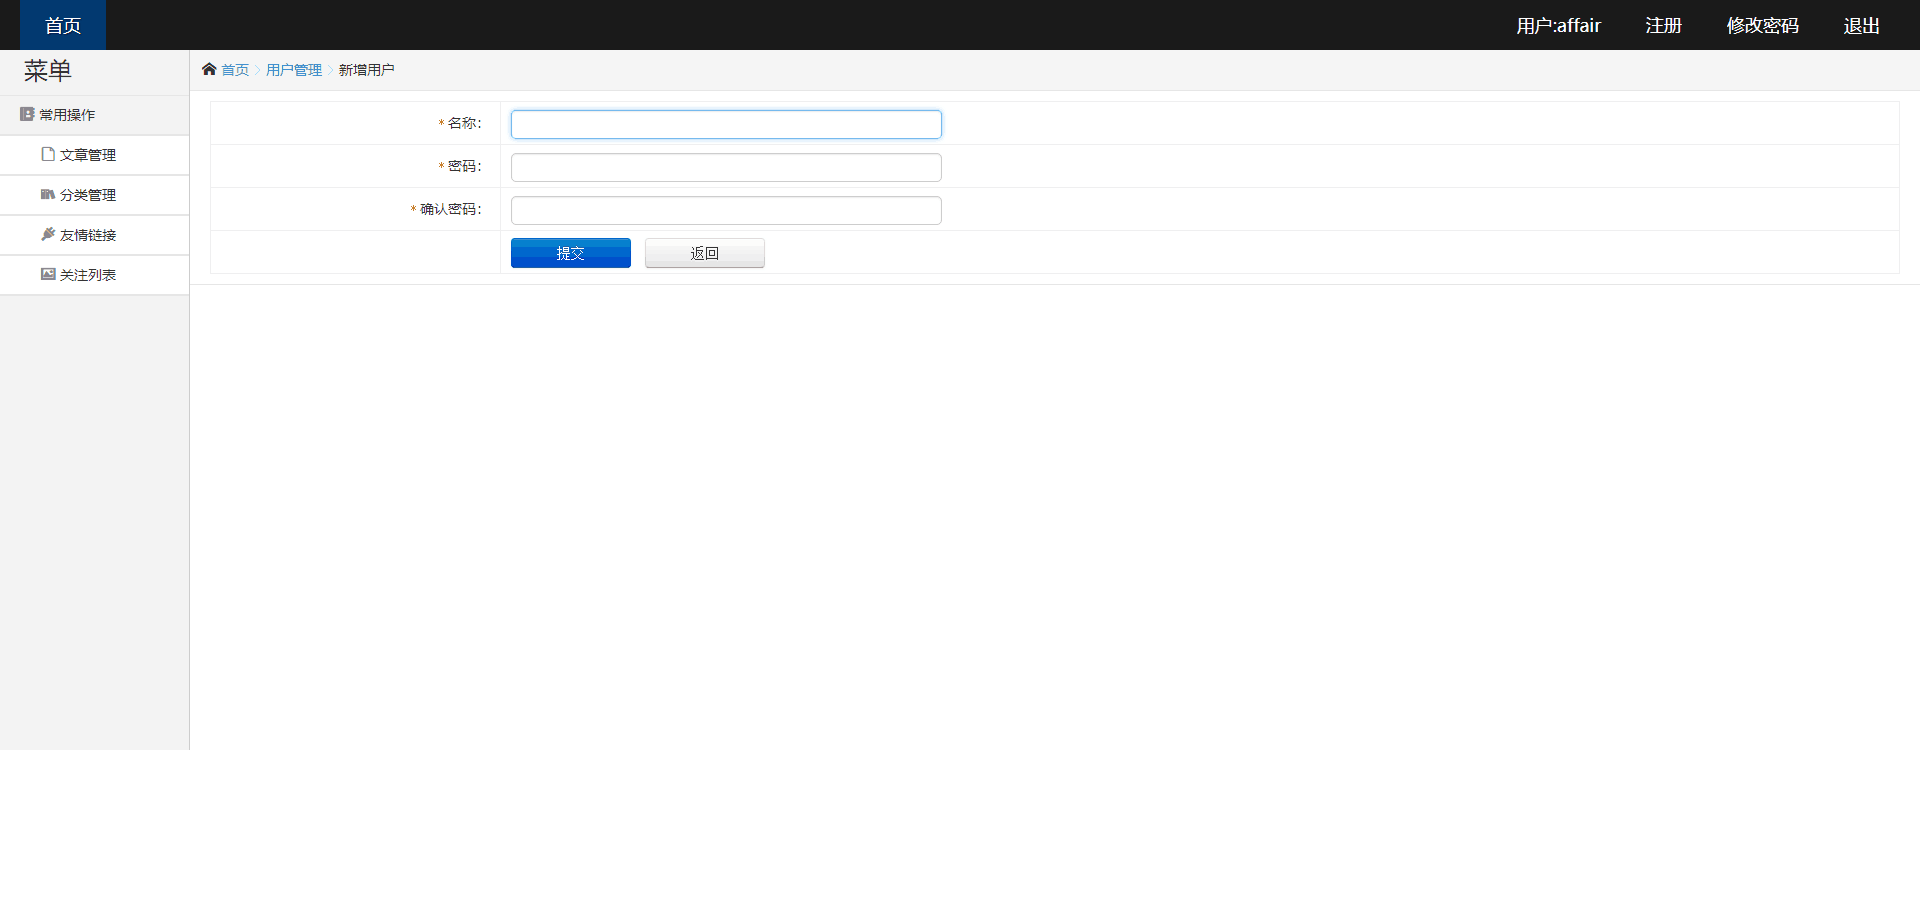 首页 用户:affair 注册 修改密码 退出
菜单
首页 用户管理 新增用户
常用操作
文章管理
分类管理
友情链接
关注列表
* 名称：
* 密码：
* 确认密码：
提交 返回